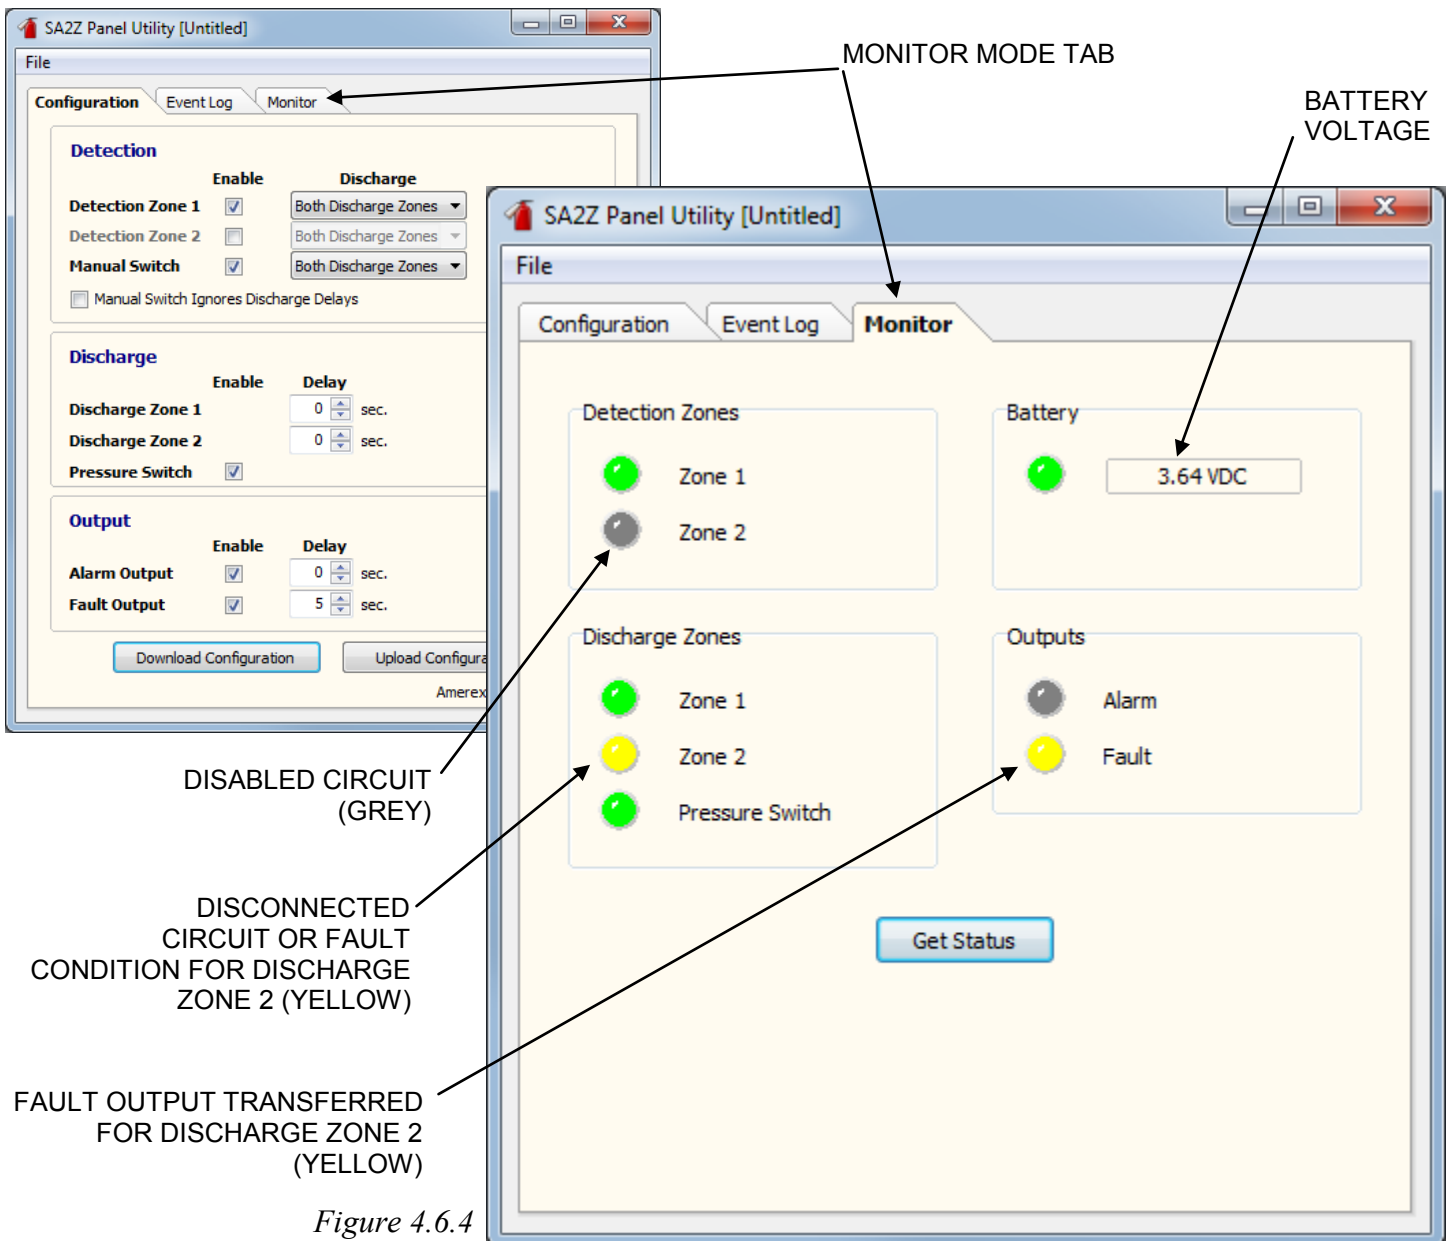 SA2Z Panel Utility [Untitled]
File
Configuration Event Log Monitor
Detection
Enable Discharge
Detection Zone 1 Both Discharge Zones
Detection Zone 2 Both Discharge Zones
Manual Switch Both Discharge Zones
Manual Switch Ignores Discharge Delays
Discharge
Enable Delay
Discharge Zone 1 0 sec.
Discharge Zone 2 0 sec.
Pressure Switch
Output
Enable Delay
Alarm Output 0 sec.
Fault Output 5 sec.
Download Configuration Upload Configura
Amerex
MONITOR MODE TAB
BATTERY
VOLTAGE
SA2Z Panel Utility [Untitled]
File
Configuration Event Log Monitor
Detection Zones
Zone 1
Zone 2
Battery
3.64 VDC
Discharge Zones
Zone 1
Zone 2
Pressure Switch
Outputs
Alarm
Fault
Get Status
DISABLED CIRCUIT
(GREY)
DISCONNECTED
CIRCUIT OR FAULT
CONDITION FOR DISCHARGE
ZONE 2 (YELLOW)
FAULT OUTPUT TRANSFERRED
FOR DISCHARGE ZONE 2
(YELLOW)
Figure 4.6.4